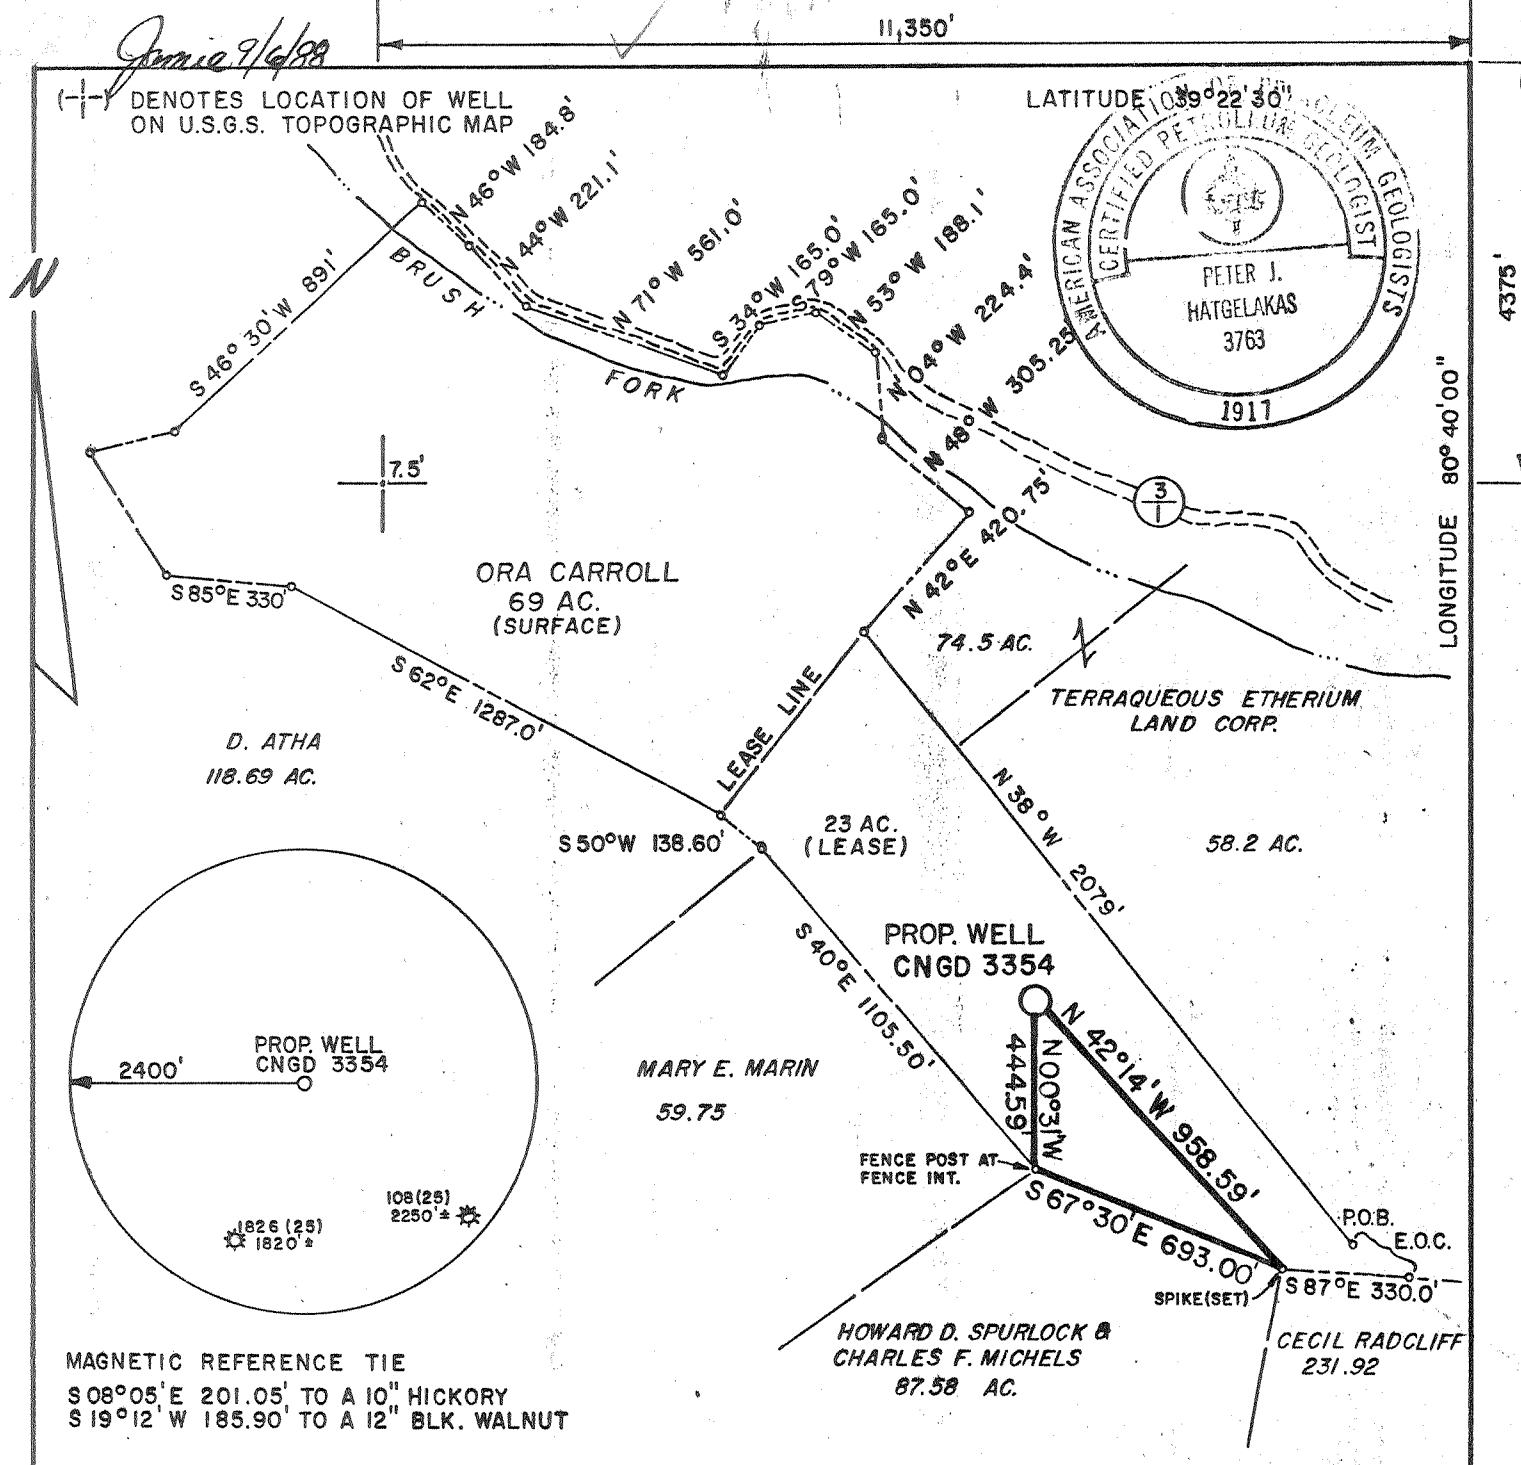 11,350'
Jamie 9/6/88
DENOTES LOCATION OF WELL
ON U.S.G.S. TOPOGRAPHIC MAP
LATITUDE 39°22'30"
AMERICAN ASSOCIATION OF PETROLEUM GEOLOGISTS
CERTIFIED PETROLEUM GEOLOGIST
PETER J.
HATGELAKAS
3763
1917
4375'
LONGITUDE 80°40'00"
N
N 46°W 184.8'
N 44°W 221.1'
N 71°W 561.0'
S 34°W 165.0'
S 79°W 165.0'
N 53°W 188.1'
N 04°W 224.4'
N 48°W 305.25'
N 42°E 420.75'
BRUSH
FORK
S 46°30'W 891'
7.5'
3
1
ORA CARROLL
69 AC.
(SURFACE)
S 85°E 330'
S 62°E 1287.0'
74.5 AC.
TERRAQUEOUS ETHERIUM
LAND CORP.
LEASE LINE
D. ATHA
118.69 AC.
N 38°W 2079'
S 50°W 138.60'
23 AC.
(LEASE)
58.2 AC.
S 40°E 1105.50'
PROP. WELL
CNGD 3354
N 42°14'W 958.59'
N 00°31'W
444.59'
PROP. WELL
CNGD 3354
2400'
MARY E. MARIN
59.75
FENCE POST AT
FENCE INT.
S 67°30'E 693.00'
108(25)
2250'±
1826 (25)
1820'±
P.O.B.
E.O.C.
S 87°E 330.0'
SPIKE(SET)
HOWARD D. SPURLOCK &
CHARLES F. MICHELS
87.58 AC.
CECIL RADCLIFF
231.92
MAGNETIC REFERENCE TIE
S 08°05'E 201.05' TO A 10" HICKORY
S 19°12'W 185.90' TO A 12" BLK. WALNUT